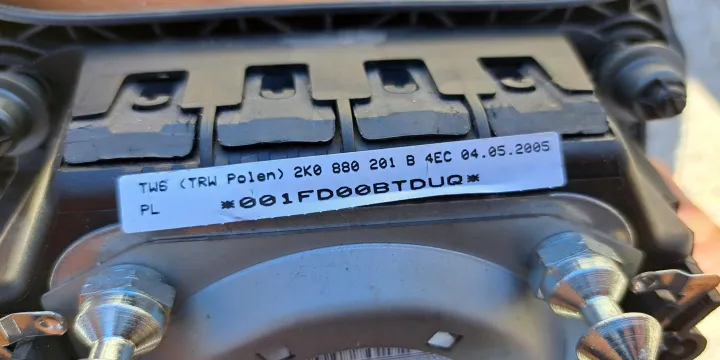 TW6 (TRW Polen) 2K0 880 201 B 4EC 04.05.2005
PL *001FD00BTDUQ*